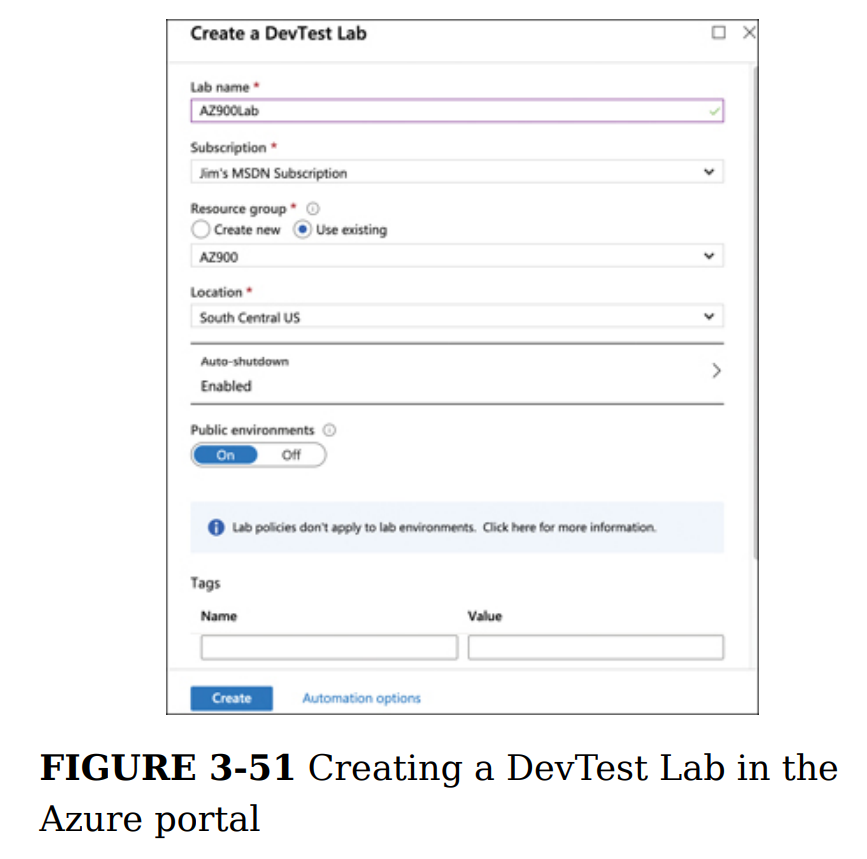 Create a DevTest Lab
Lab name *
AZ900Lab
Subscription *
Jim's MSDN Subscription
Resource group *
Create new Use existing
AZ900
Location *
South Central US
Auto-shutdown
Enabled
Public environments
On Off
Lab policies don't apply to lab environments. Click here for more information.
Tags
Name Value
Create Automation options
FIGURE 3-51 Creating a DevTest Lab in the
Azure portal